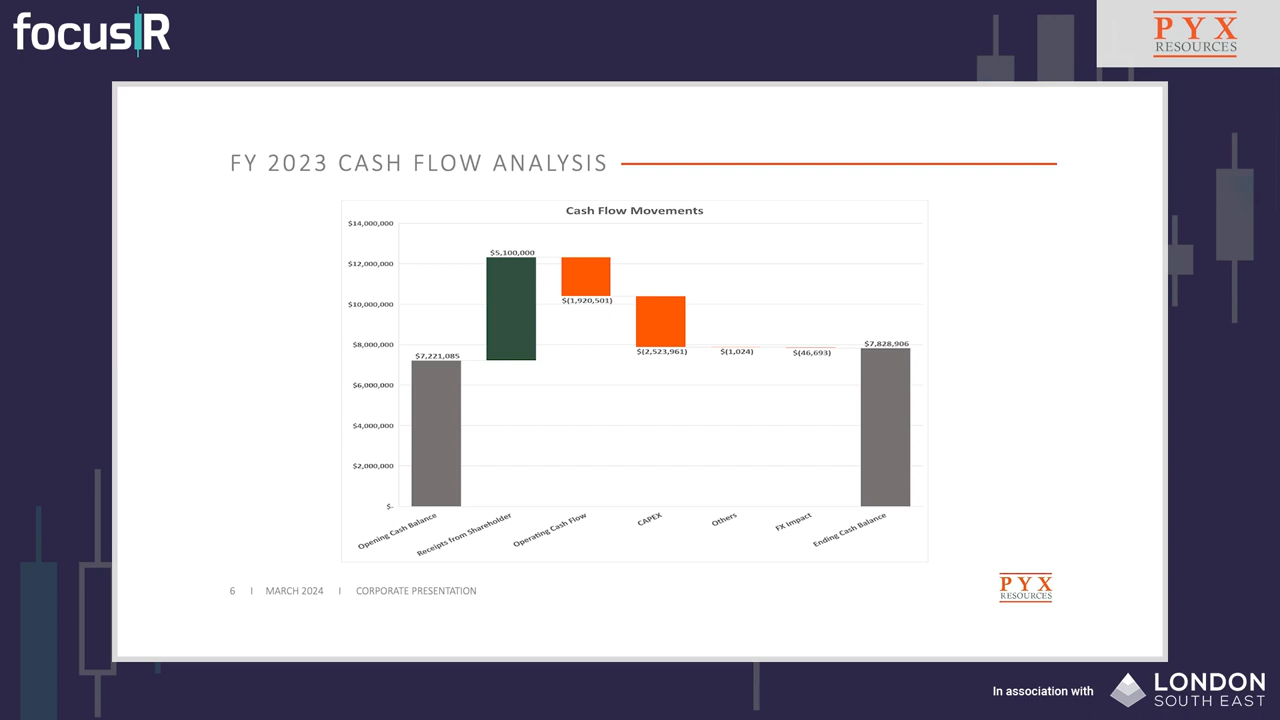 focusIR
PYX
RESOURCES
FY 2023 CASH FLOW ANALYSIS
Cash Flow Movements
$14,000,000
$12,000,000
$10,000,000
$8,000,000
$6,000,000
$4,000,000
$2,000,000
$-
$7,221,085
$5,100,000
$(1,920,501)
$(2,523,961)
$(1,024)
$(46,693)
$7,828,906
Opening Cash Balance
Receipts from Shareholder
Operating Cash Flow
CAPEX
Others
FX Impact
Ending Cash Balance
6 I MARCH 2024 I CORPORATE PRESENTATION
PYX
RESOURCES
In association with
LONDON
SOUTH EAST